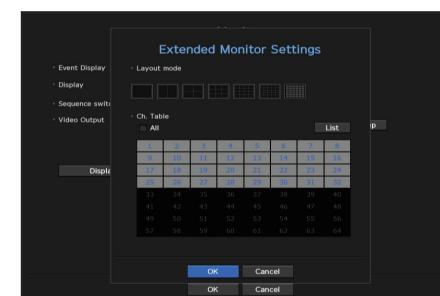 Extended Monitor Settings
Event Display
Layout mode
Display
Sequence swit
Video Output
Ch. Table
All
List
p
1 2 3 4 5 6 7 8
9 10 11 12 13 14 15 16
17 18 19 20 21 22 23 24
25 26 27 28 29 30 31 32
33 34 35 36 37 38 39 40
41 42 43 44 45 46 47 48
49 50 51 52 53 54 55 56
57 58 59 60 61 62 63 64
Displa
OK Cancel
OK Cancel